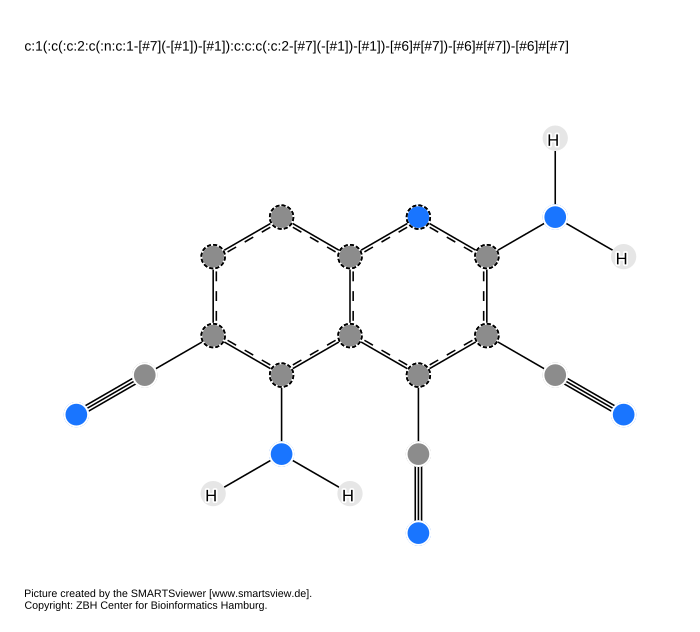 c:1(:c(:c:2:c(:n:c:1-[#7](-[#1])-[#1]):c:c:c(:c:2-[#7](-[#1])-[#1])-[#6]#[#7])-[#6]#[#7])-[#6]#[#7]
H
H
H
H
Picture created by the SMARTSviewer [www.smartsview.de].
Copyright: ZBH Center for Bioinformatics Hamburg.